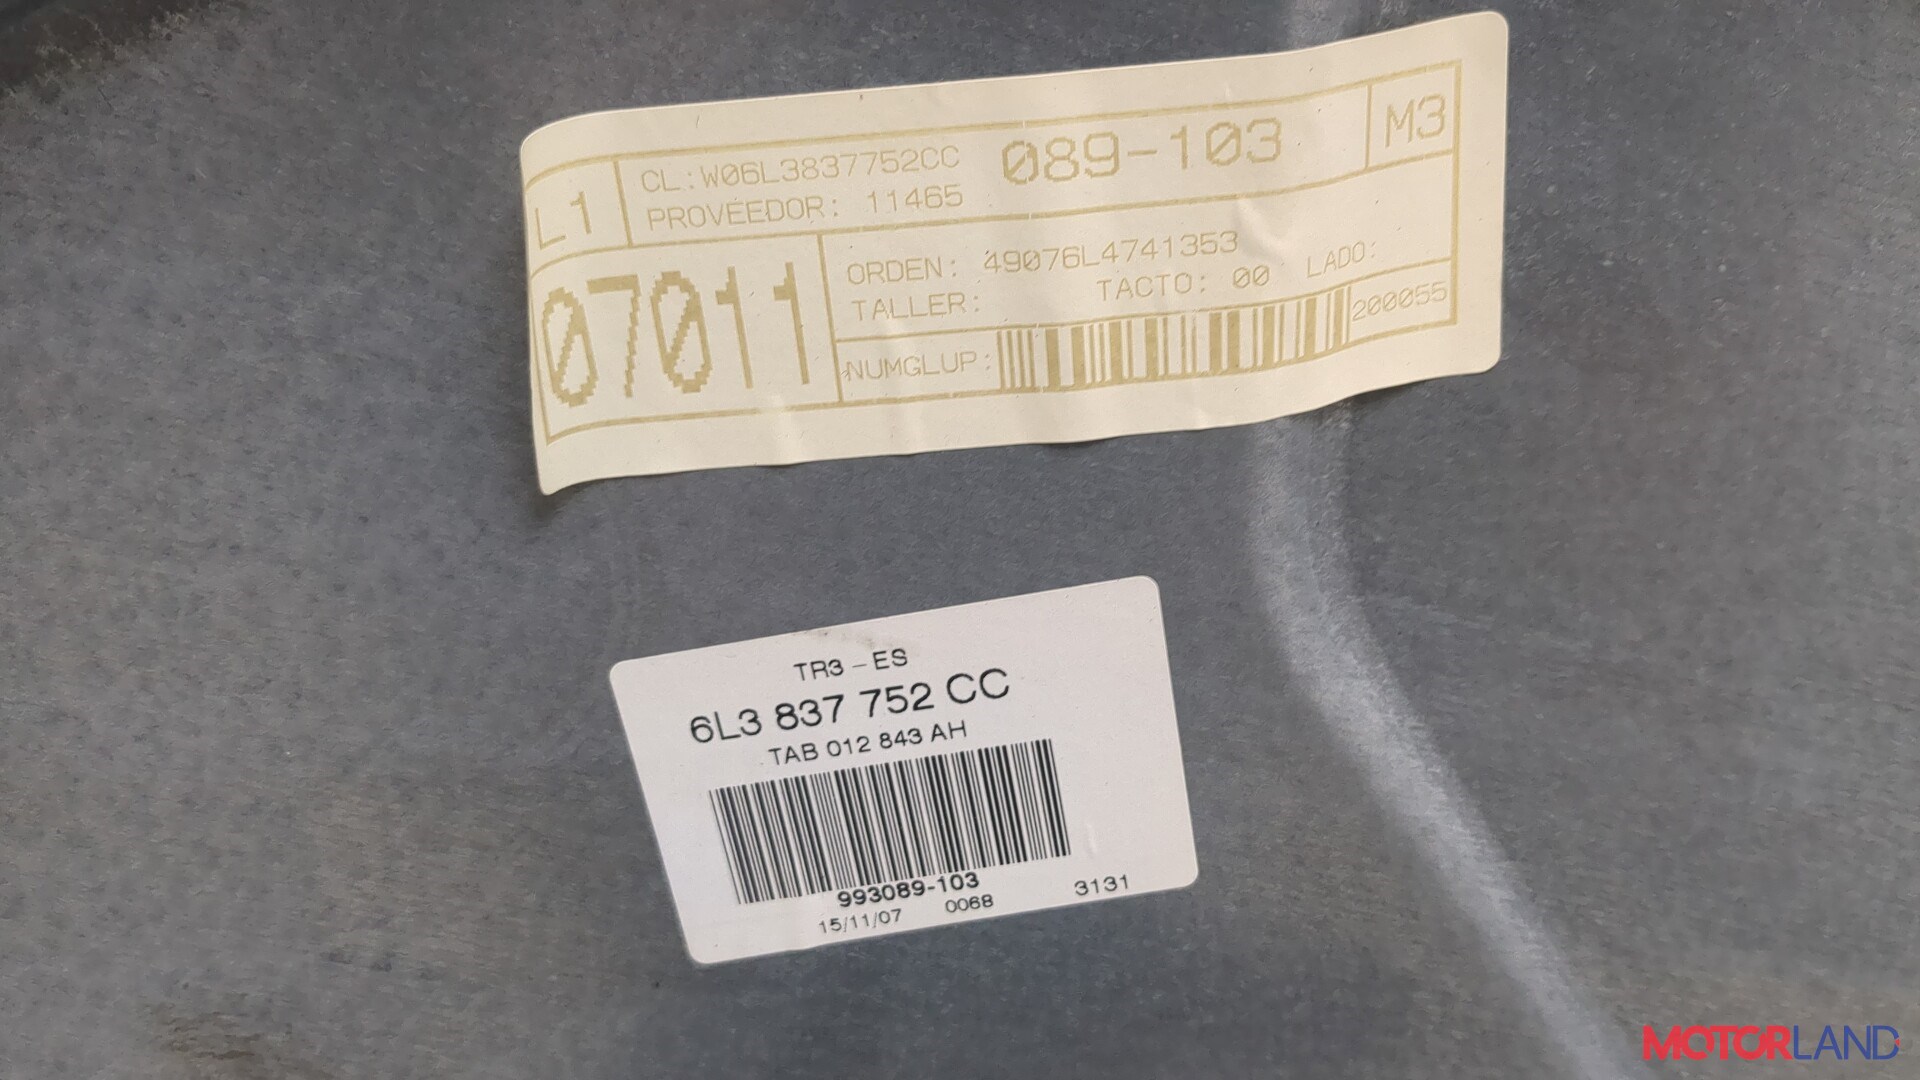 L1
CL:W06L3837752CC
PROVEEDOR: 11465
089-103
M3
07011
ORDEN: 49076L4741353
TALLER:
TACTO: 00
LADO:
NUMGLUP:
200055
TR3 - ES
6L3 837 752 CC
TAB 012 843 AH
993089-103
15/11/07 0068 3131
MOTORLAND